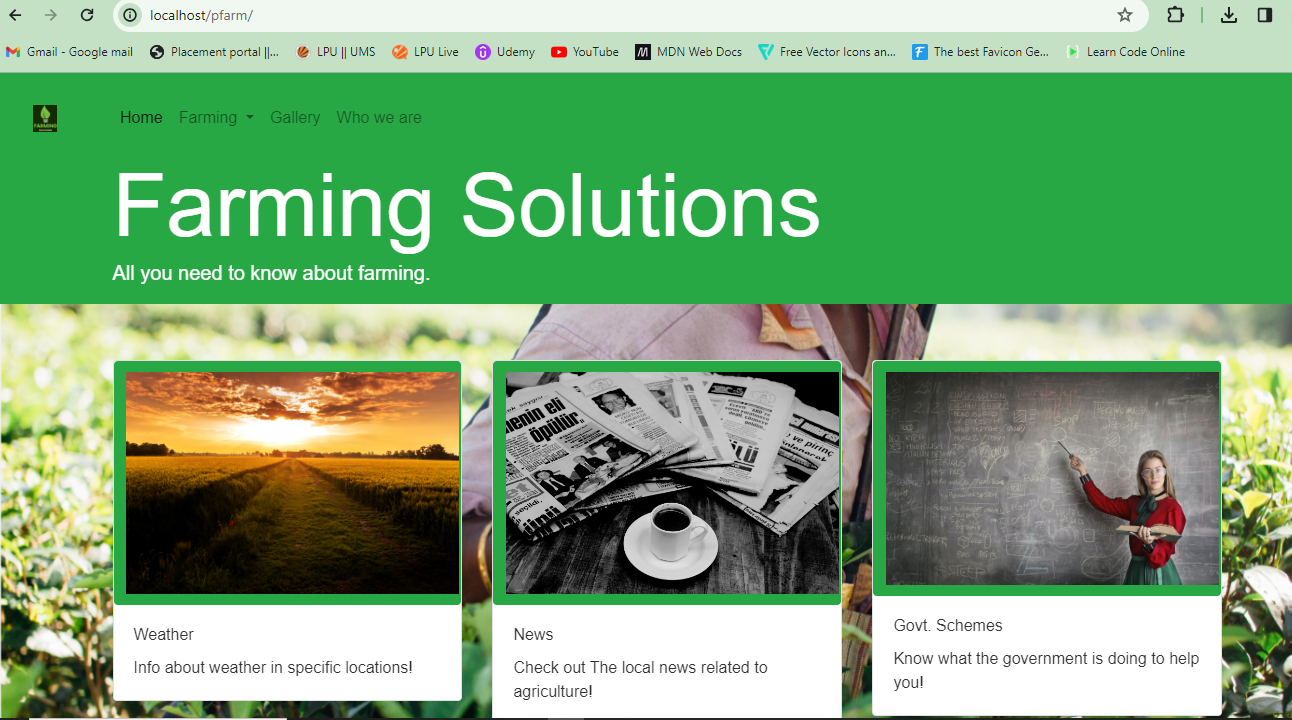 localhost/pfarm/
Gmail - Google mail
Placement portal ||...
LPU || UMS
LPU Live
Udemy
YouTube
MDN Web Docs
Free Vector Icons an...
The best Favicon Ge...
Learn Code Online
FARMING
Home
Farming
Gallery
Who we are
Farming Solutions
All you need to know about farming.
menin eli
öpülür
Weather
Info about weather in specific locations!
News
Check out The local news related to
agriculture!
Govt. Schemes
Know what the government is doing to help
you!